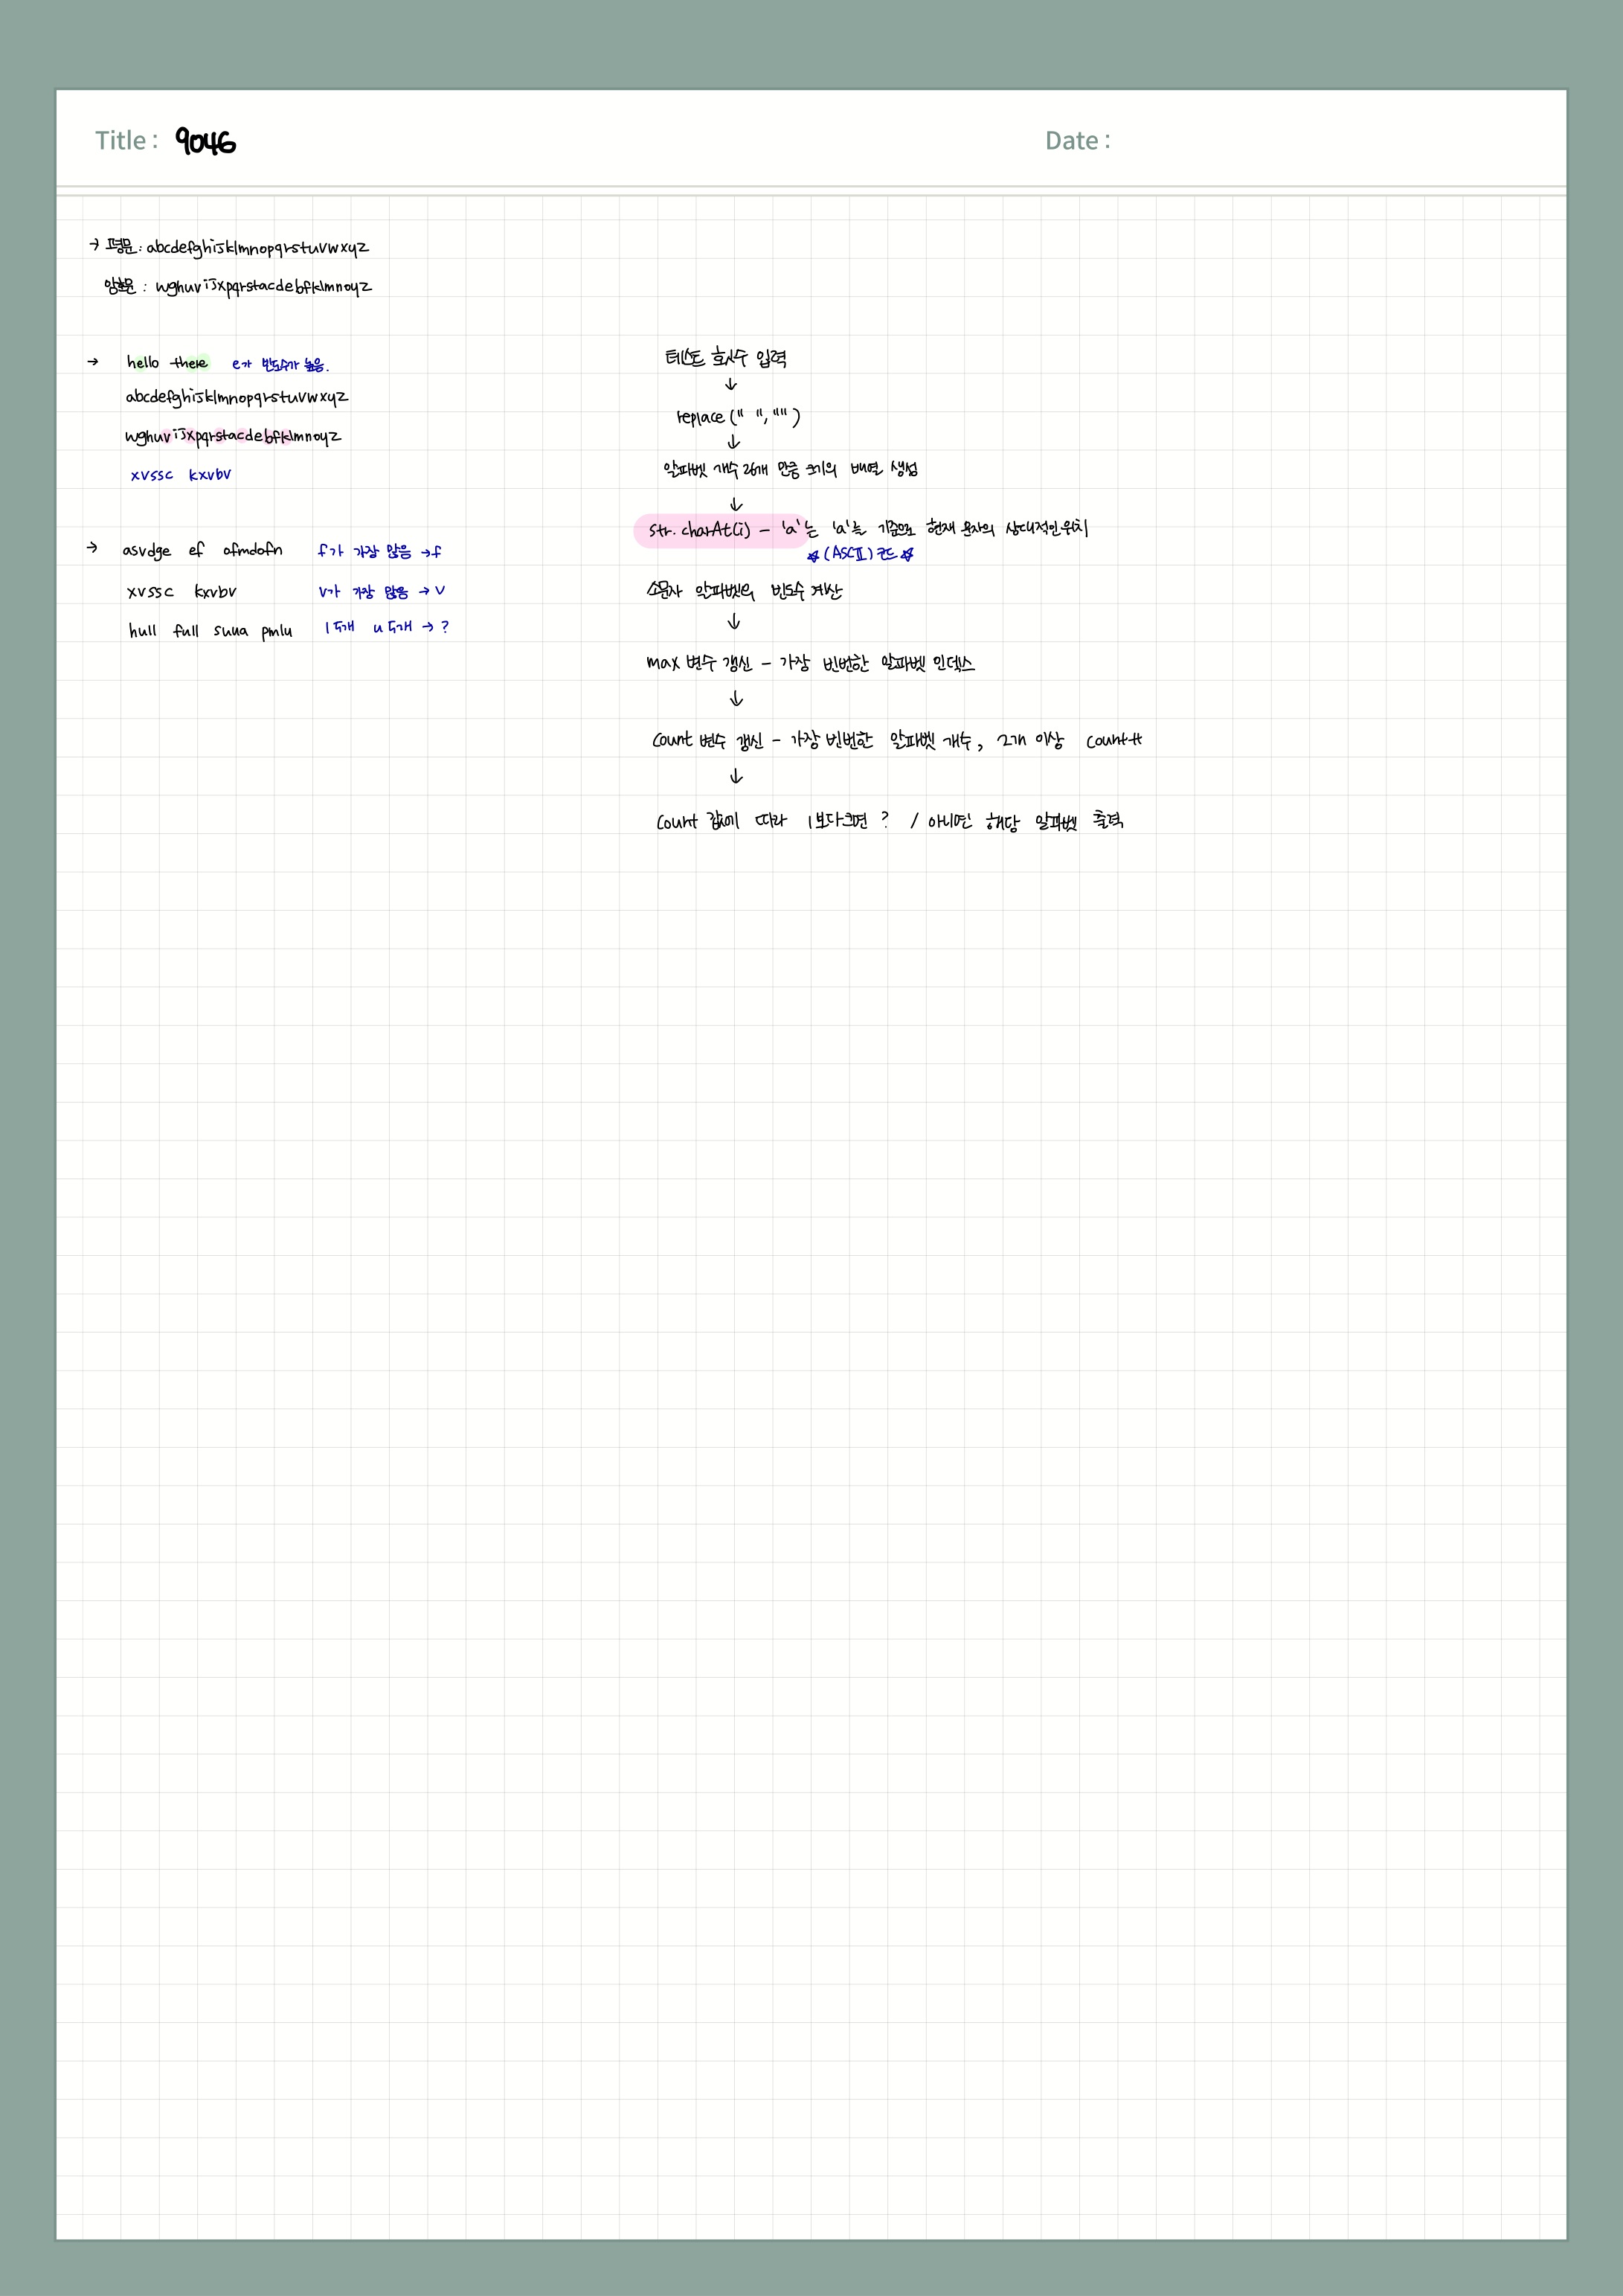 Title : 9046
Date :
→ 평문 : abcdefghijklmnopqrstuvwxyz
암호문 : wghuvijxpqrstacdebfklmnoyz
→ hello there e가 빈도수가 높음.
abcdefghijklmnopqrstuvwxyz
wghuvijxpqrstacdebfklmnoyz
xvssc kxvbv
→ asvdge ef ofmdofn f가 가장 많음 → f
xvssc kxvbv v가 가장 많음 → v
hull full suua pmlu l 5개 u 5개 → ?
테스트 횟수 입력
↓
replace (" ", "")
↓
알파벳 개수 26개 만큼 크기의 배열 생성
↓
str. charAt(i) - 'a'는 'a'를 기준으로 현재 문자의 상대적인 위치
☆ (ASCII) 코드 ☆
소문자 알파벳의 빈도수 계산
↓
max 변수 갱신 - 가장 빈번한 알파벳 인덱스
↓
count 변수 갱신 - 가장 빈번한 알파벳 개수, 2개 이상 count++
↓
count 값에 따라 1보다크면 ? / 아니면 해당 알파벳 출력